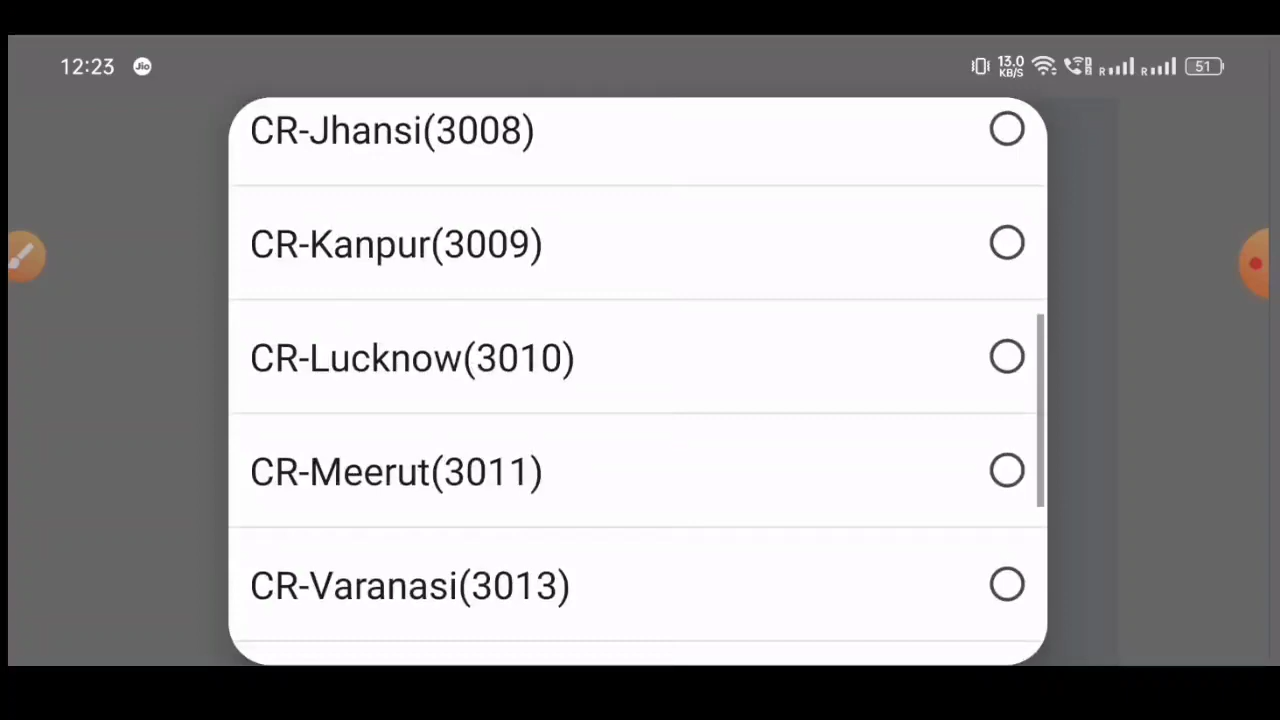 12:23 Jio 13.0 KB/S R R 51
CR-Jhansi(3008)
CR-Kanpur(3009)
CR-Lucknow(3010)
CR-Meerut(3011)
CR-Varanasi(3013)